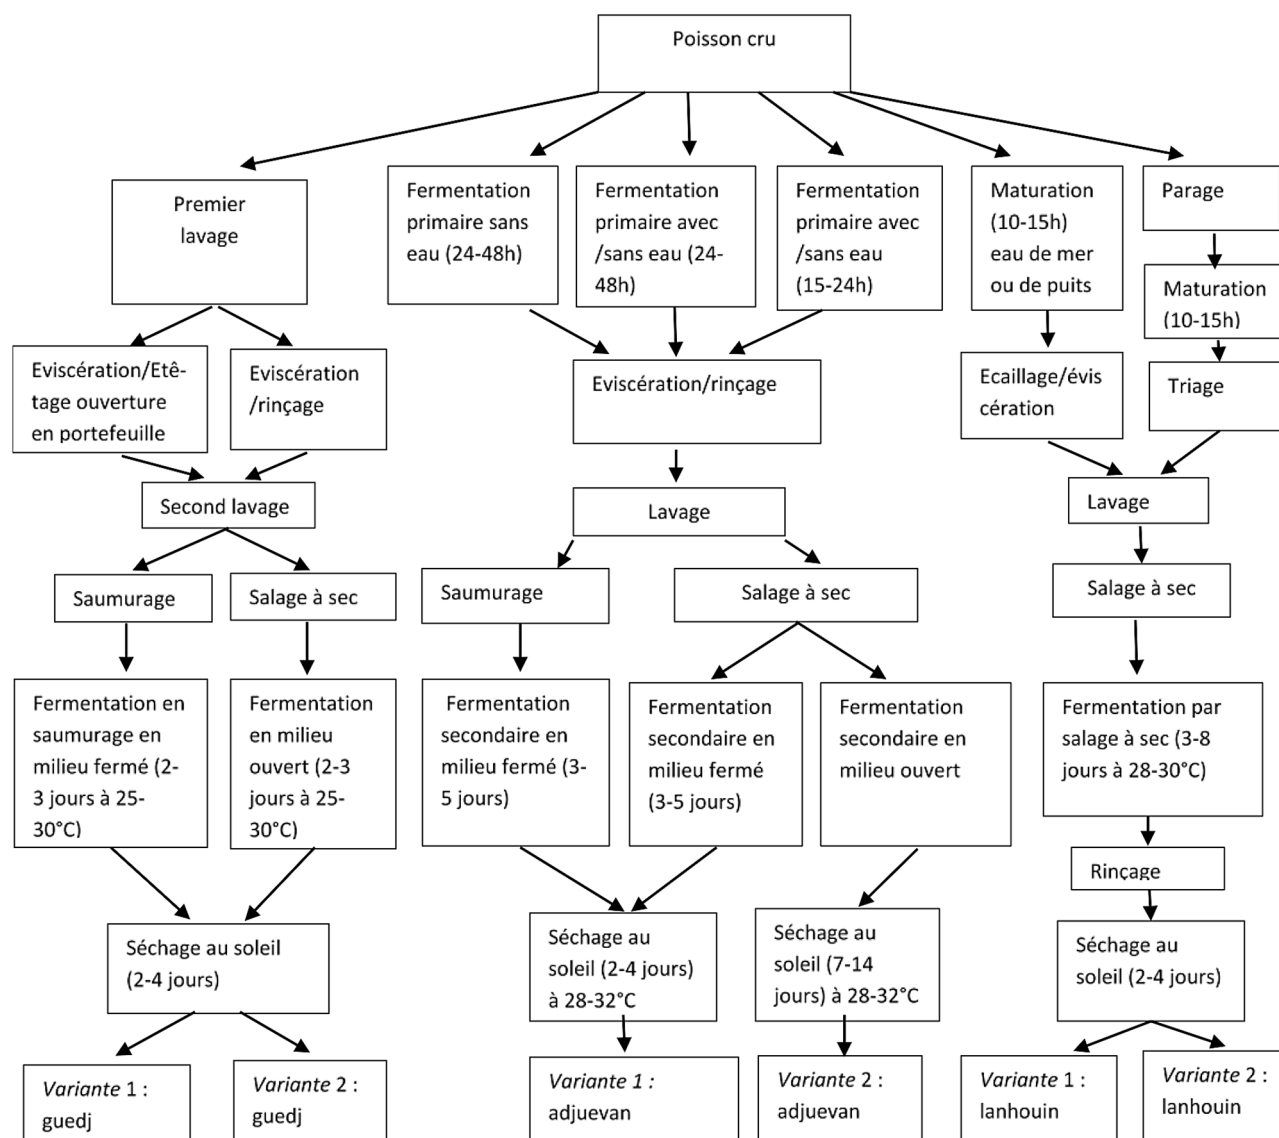 Poisson cru
Premier
lavage
Fermentation
primaire sans
eau (24-48h)
Fermentation
primaire avec
/sans eau (24-
48h)
Fermentation
primaire avec
/sans eau
(15-24h)
Maturation
(10-15h)
eau de mer
ou de puits
Parage
Maturation
(10-15h)
Eviscération/Etê-
tage ouverture
en portefeuille
Eviscération
/rinçage
Eviscération/rinçage
Ecaillage/évis
cération
Triage
Second lavage
Lavage
Lavage
Saumurage
Salage à sec
Saumurage
Salage à sec
Salage à sec
Fermentation en
saumurage en
milieu fermé (2-
3 jours à 25-
30°C)
Fermentation
en milieu
ouvert (2-3
jours à 25-
30°C)
Fermentation
secondaire en
milieu fermé (3-
5 jours)
Fermentation
secondaire en
milieu fermé
(3-5 jours)
Fermentation
secondaire en
milieu ouvert
Fermentation par
salage à sec (3-8
jours à 28-30°C)
Rinçage
Séchage au soleil
(2-4 jours)
Séchage au
soleil (2-4 jours)
à 28-32°C
Séchage au
soleil (7-14
jours) à 28-32°C
Séchage au
soleil (2-4 jours)
Variante 1 :
guedj
Variante 2 :
guedj
Variante 1 :
adjuevan
Variante 2 :
adjuevan
Variante 1 :
lanhouin
Variante 2 :
lanhouin